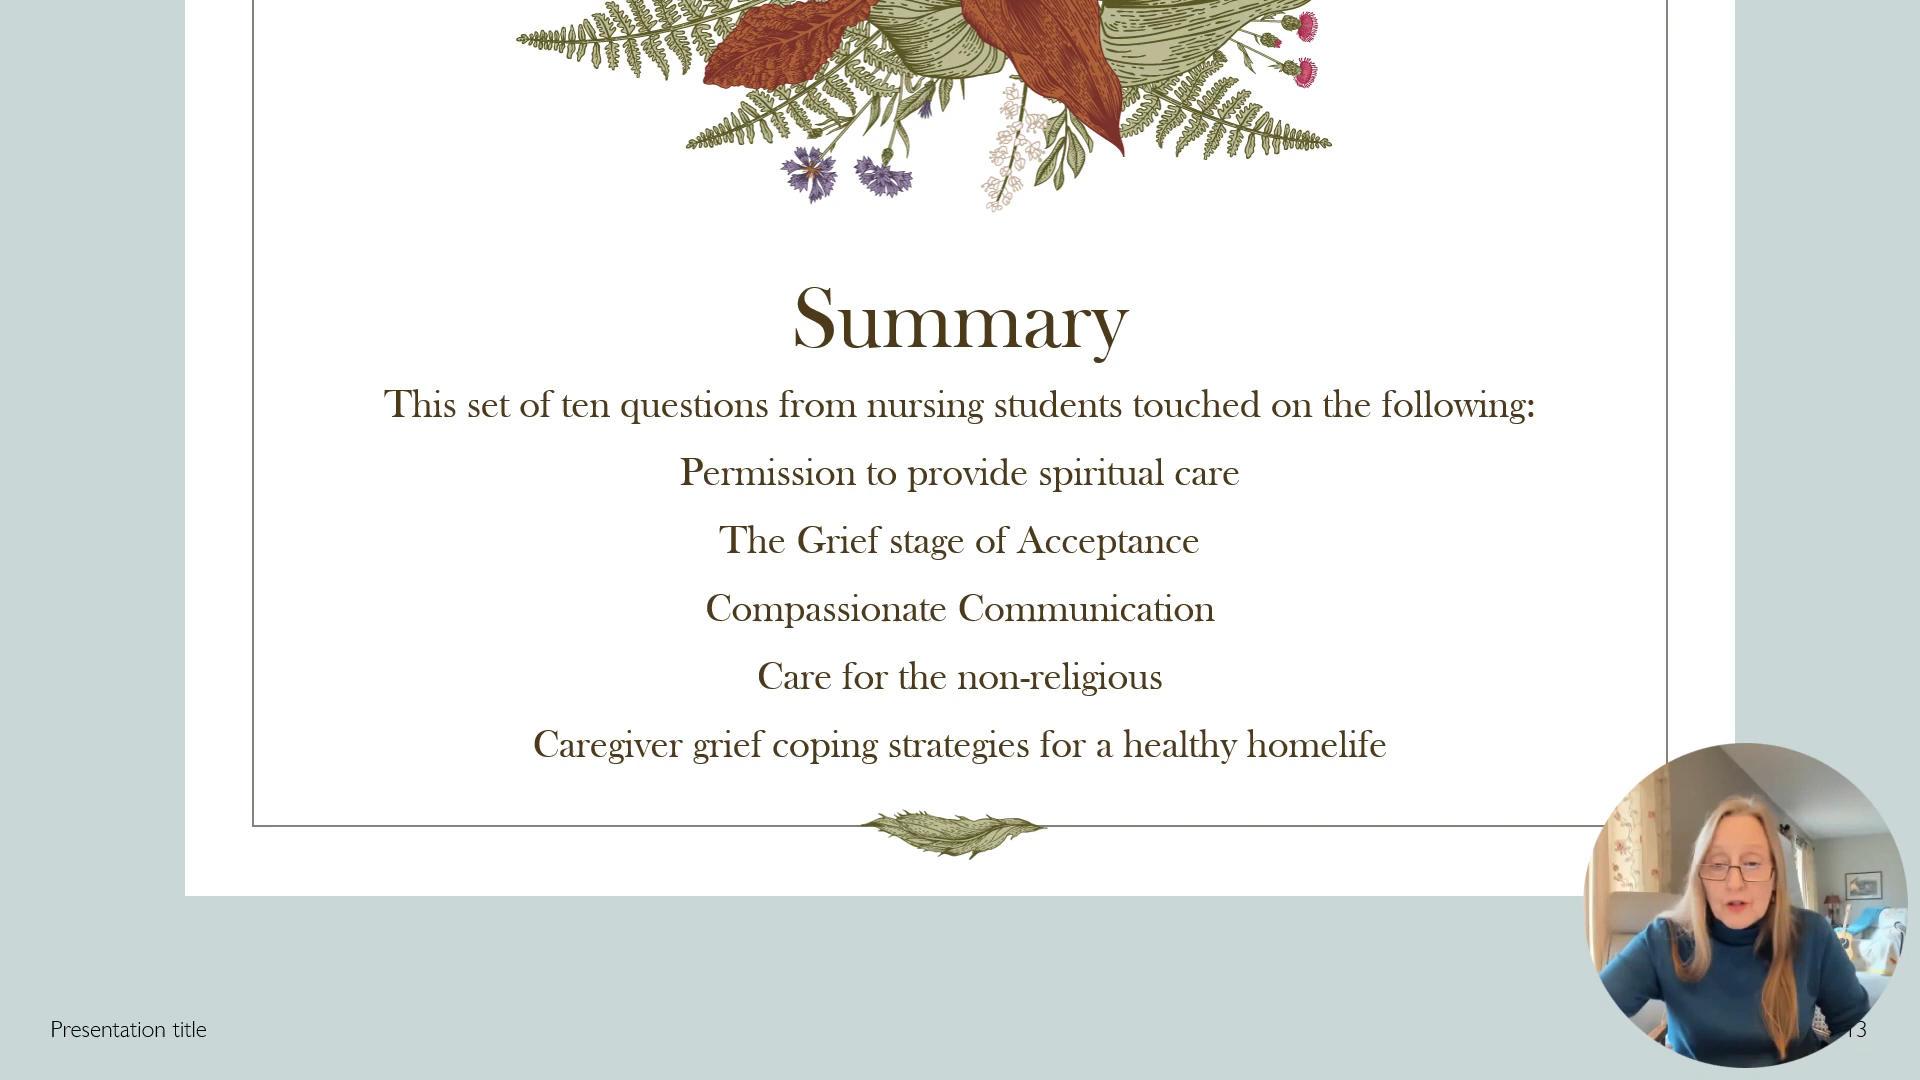 Summary
This set of ten questions from nursing students touched on the following:
Permission to provide spiritual care
The Grief stage of Acceptance
Compassionate Communication
Care for the non-religious
Caregiver grief coping strategies for a healthy homelife
Presentation title
13